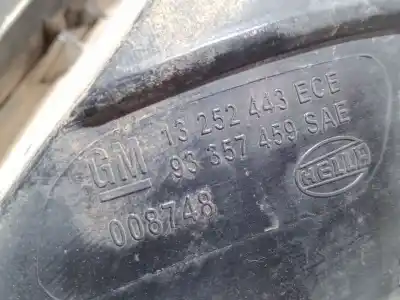 GM 13 252 443 ECE
93 357 459 SAE
HELLA
008748